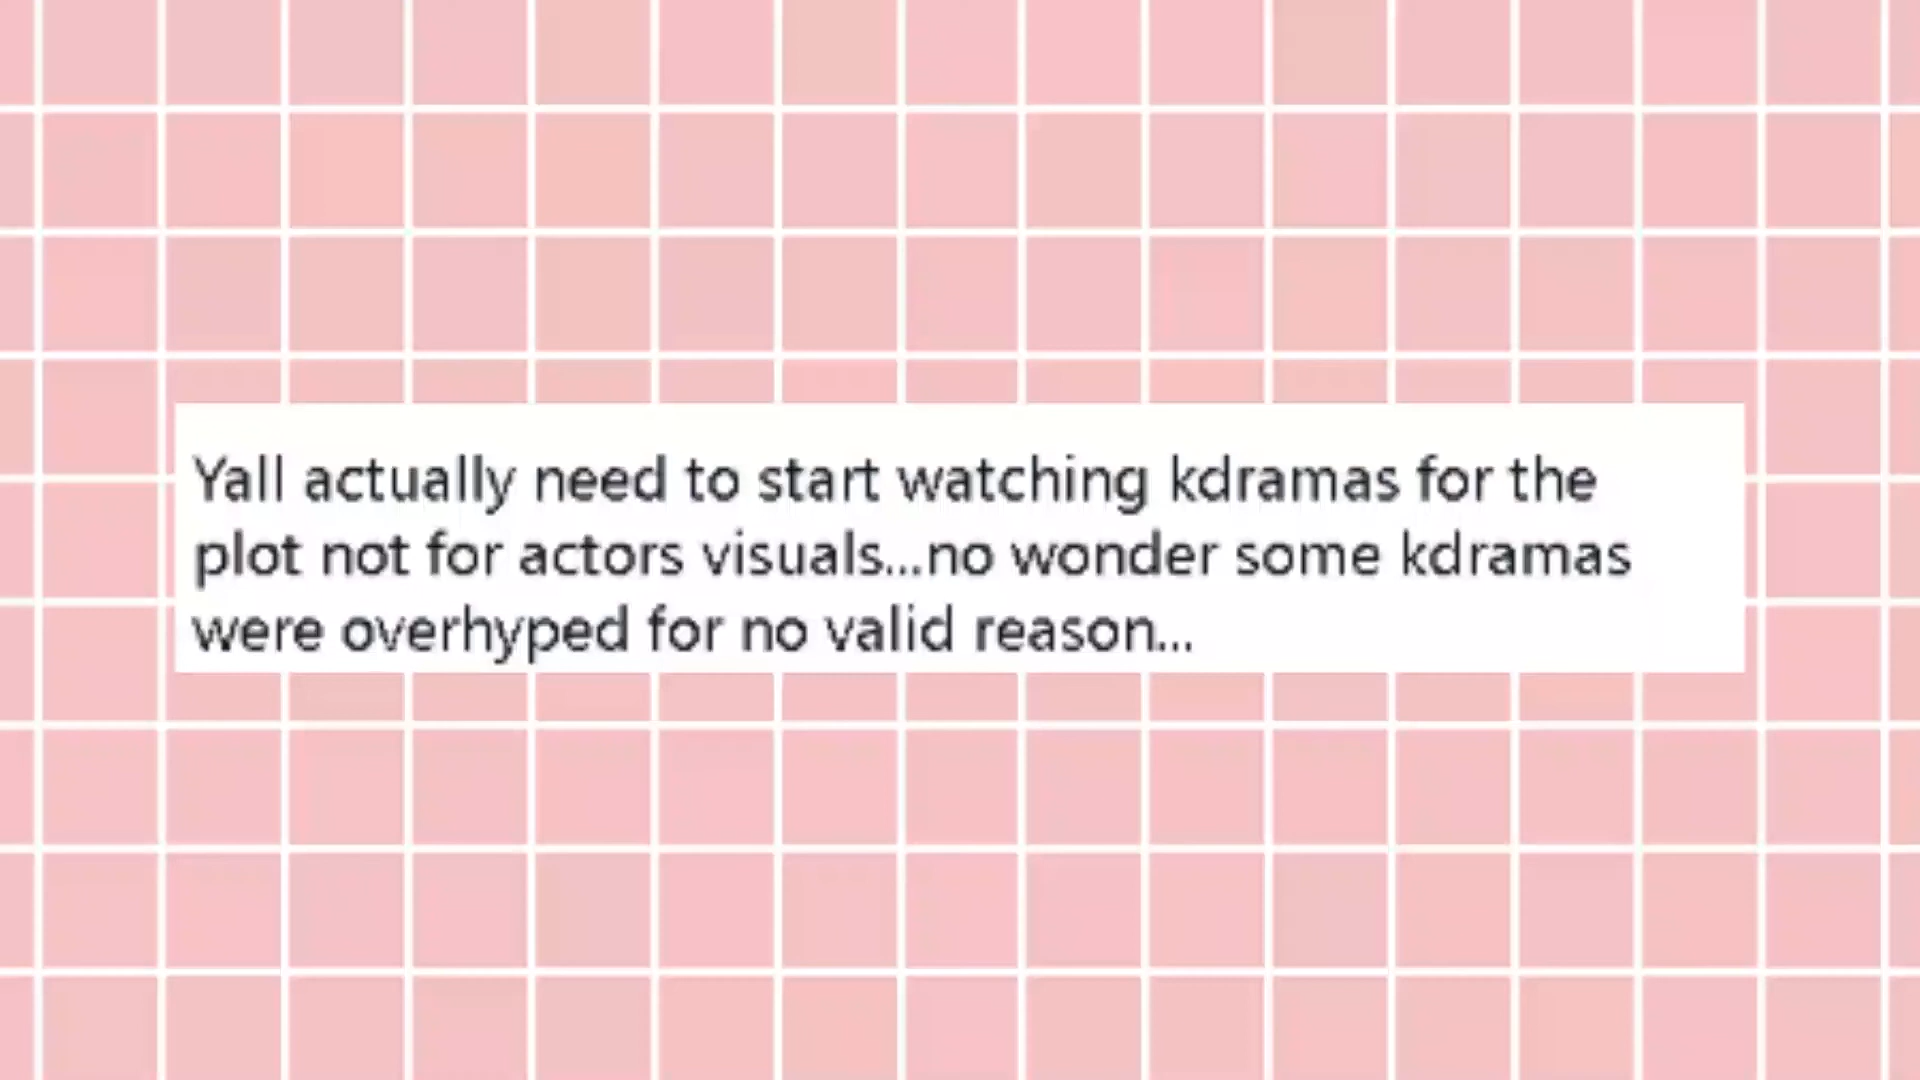 Yall actually need to start watching kdramas for the
plot not for actors visuals...no wonder some kdramas
were overhyped for no valid reason...